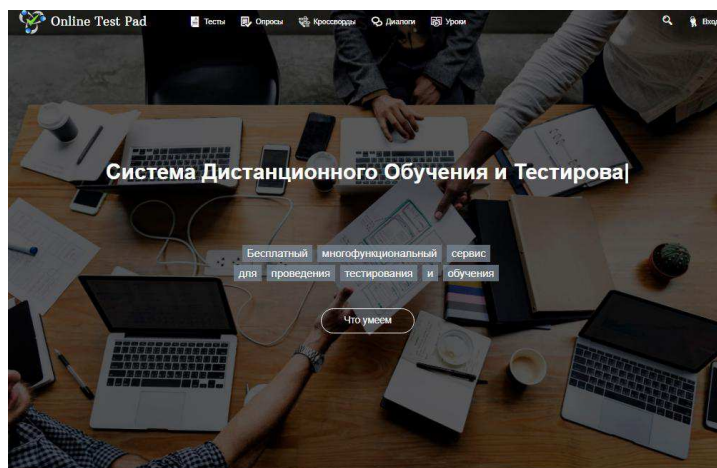 Online Test Pad
Тесты
Опросы
Кроссворды
Диалоги
Уроки
Вход
Система Дистанционного Обучения и Тестирова|
Бесплатный многофункциональный сервис
для проведения тестирования и обучения
Что умеем